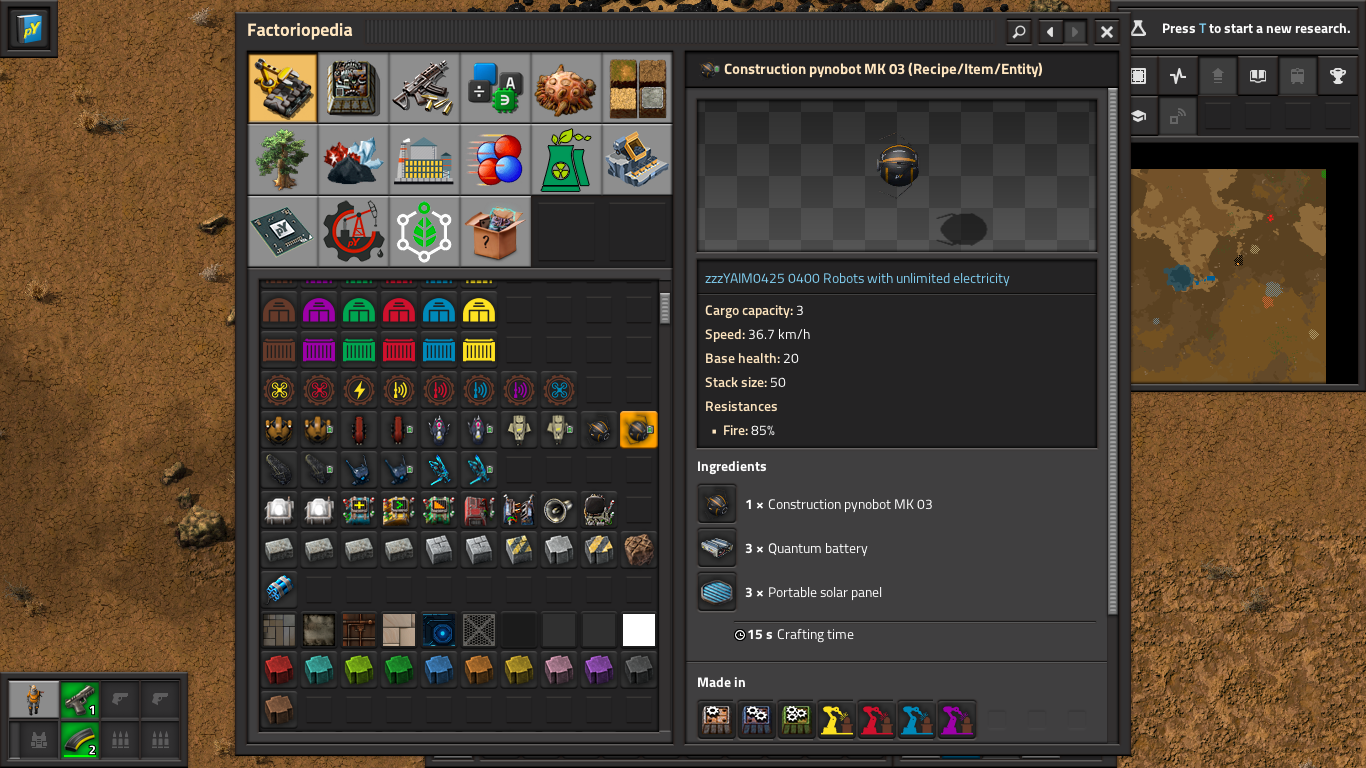 Factoriopedia
Press T to start a new research.
Construction pynobot MK 03 (Recipe/Item/Entity)
zzzYAIM0425 0400 Robots with unlimited electricity
Cargo capacity: 3
Speed: 36.7 km/h
Base health: 20
Stack size: 50
Resistances
• Fire: 85%
Ingredients
1 × Construction pynobot MK 03
3 × Quantum battery
3 × Portable solar panel
15 s Crafting time
Made in
pY
pY
A
?
1
2